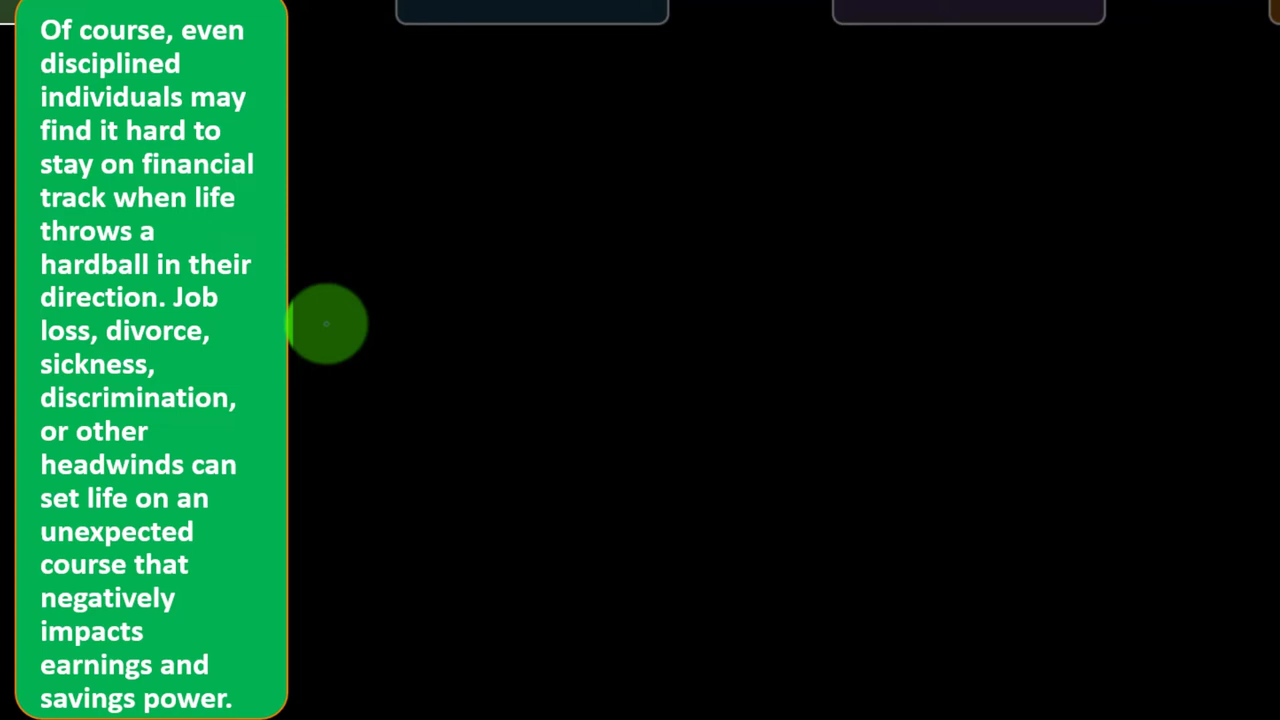 Of course, even
disciplined
individuals may
find it hard to
stay on financial
track when life
throws a
hardball in their
direction. Job
loss, divorce,
sickness,
discrimination,
or other
headwinds can
set life on an
unexpected
course that
negatively
impacts
earnings and
savings power.